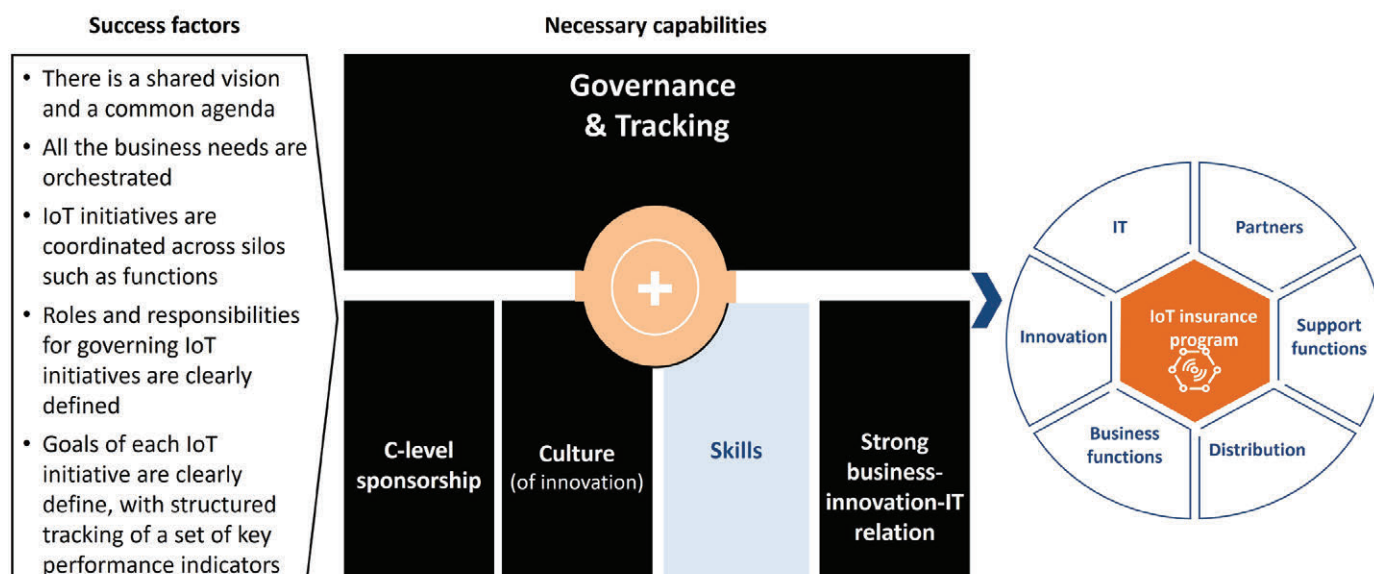 Success factors
• There is a shared vision
and a common agenda
• All the business needs are
orchestrated
• IoT initiatives are
coordinated across silos
such as functions
• Roles and responsibilities
for governing IoT
initiatives are clearly
defined
• Goals of each IoT
initiative are clearly
define, with structured
tracking of a set of key
performance indicators
Necessary capabilities
Governance
& Tracking
C-level
sponsorship
Culture
(of innovation)
Skills
Strong
business-
innovation-IT
relation
IT
Partners
Innovation
IoT insurance
program
Support
functions
Business
functions
Distribution